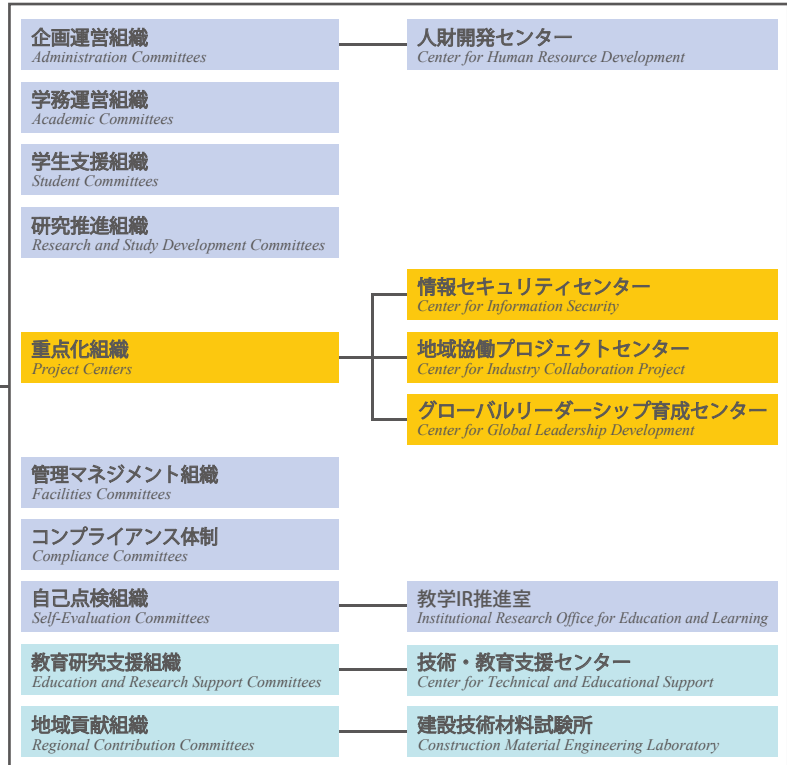 企画運営組織
Administration Committees
人財開発センター
Center for Human Resource Development
学務運営組織
Academic Committees
学生支援組織
Student Committees
研究推進組織
Research and Study Development Committees
情報セキュリティセンター
Center for Information Security
重点化組織
Project Centers
地域協働プロジェクトセンター
Center for Industry Collaboration Project
グローバルリーダーシップ育成センター
Center for Global Leadership Development
管理マネジメント組織
Facilities Committees
コンプライアンス体制
Compliance Committees
自己点検組織
Self-Evaluation Committees
教学IR推進室
Institutional Research Office for Education and Learning
教育研究支援組織
Education and Research Support Committees
技術・教育支援センター
Center for Technical and Educational Support
地域貢献組織
Regional Contribution Committees
建設技術材料試験所
Construction Material Engineering Laboratory